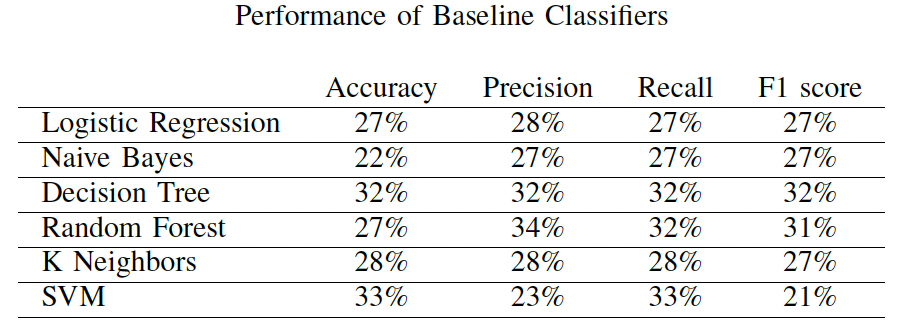 Performance of Baseline Classifiers
Accuracy Precision Recall F1 score
Logistic Regression 27% 28% 27% 27%
Naive Bayes 22% 27% 27% 27%
Decision Tree 32% 32% 32% 32%
Random Forest 27% 34% 32% 31%
K Neighbors 28% 28% 28% 27%
SVM 33% 23% 33% 21%